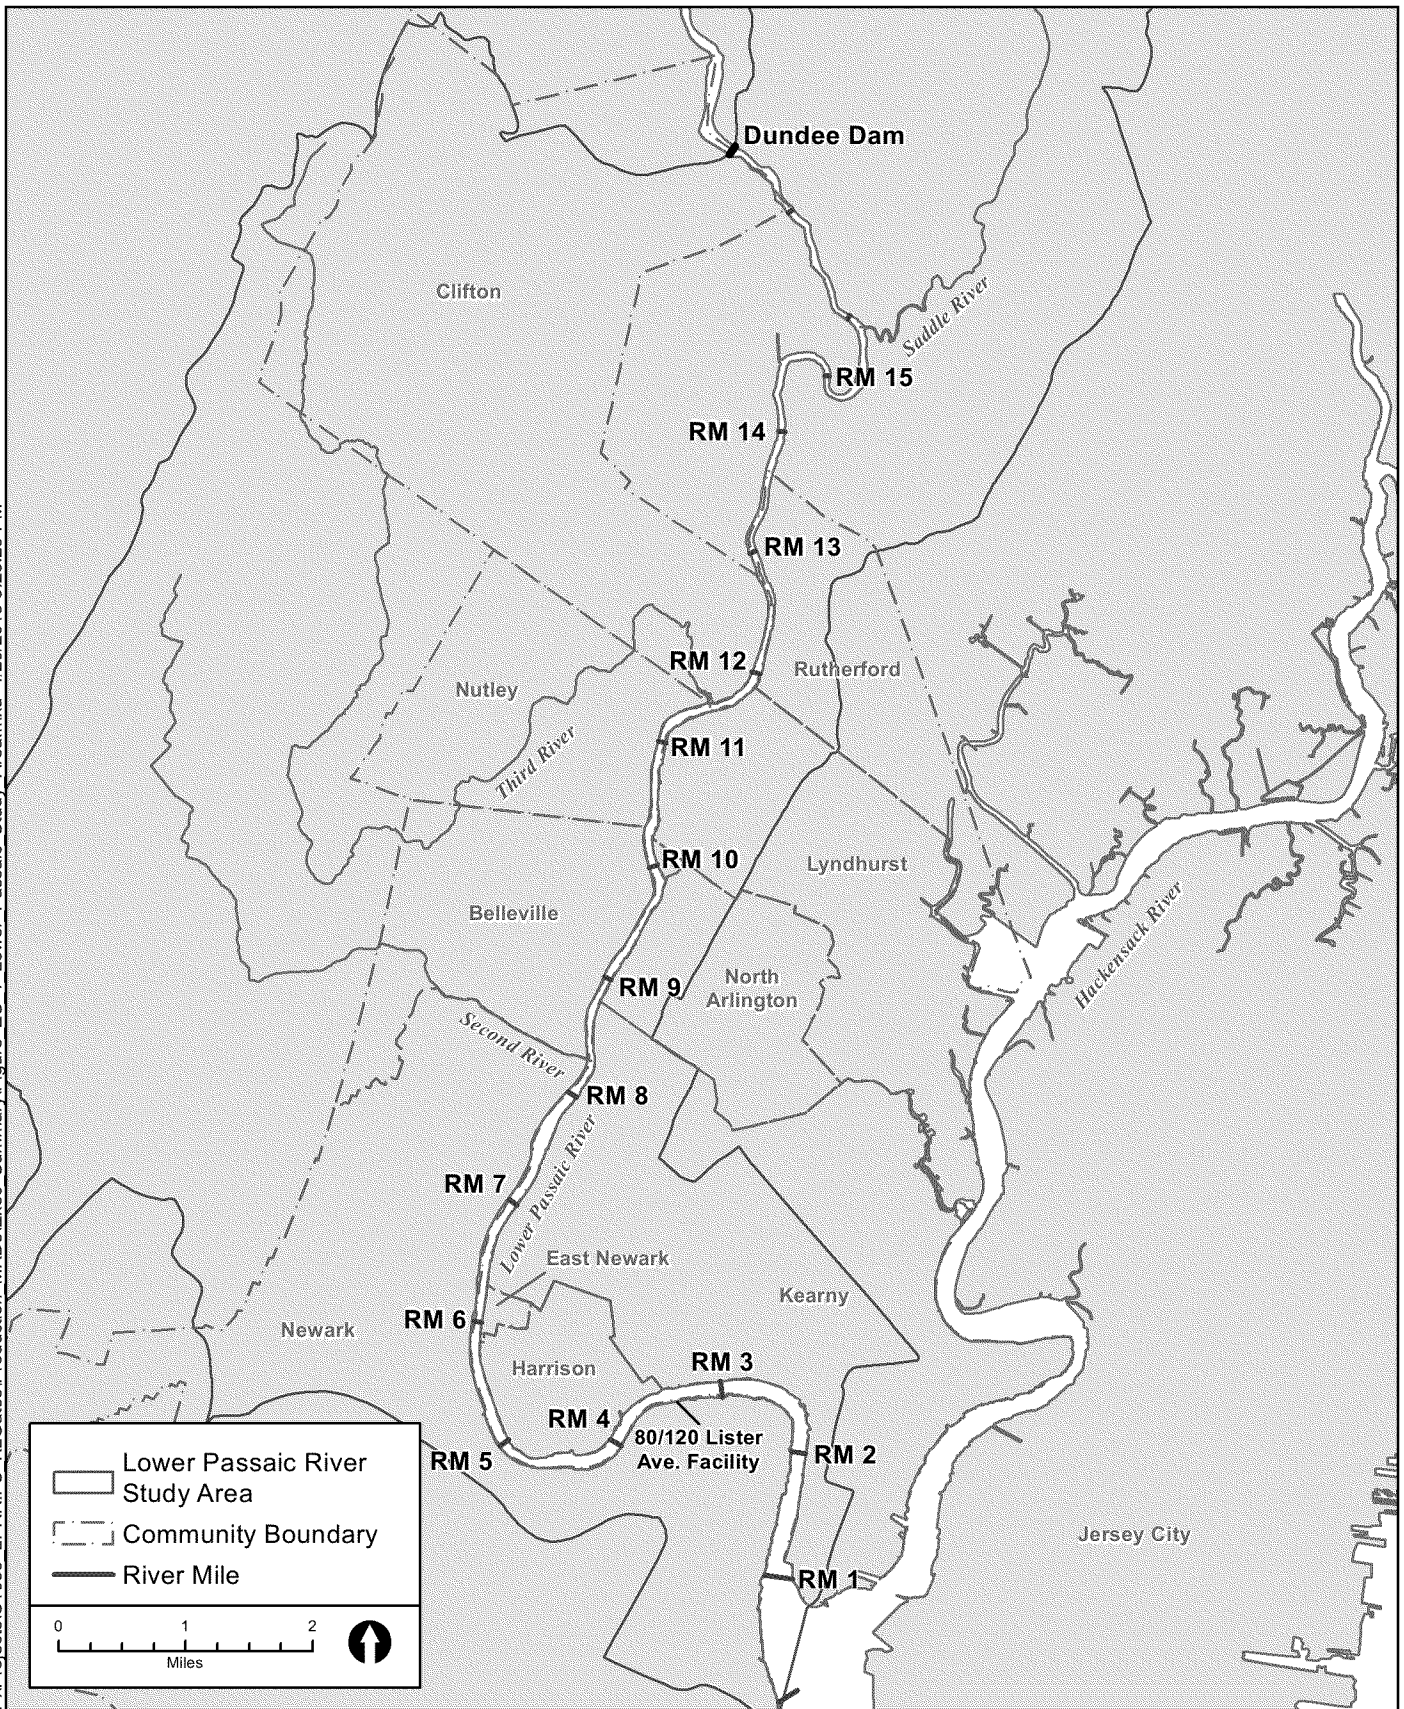 Dundee Dam
Clifton
Saddle River
RM 15
RM 14
RM 13
RM 12
Rutherford
Nutley
RM 11
Third River
RM 10
Lyndhurst
Belleville
Hackensack River
North
Arlington
RM 9
Second River
RM 8
Lower Passaic River
RM 7
East Newark
Kearny
RM 6
Newark
RM 3
Harrison
RM 4
80/120 Lister
Ave. Facility
RM 2
RM 5
Jersey City
RM 1
Lower Passaic River
Study Area
Community Boundary
River Mile
0 1 2
Miles